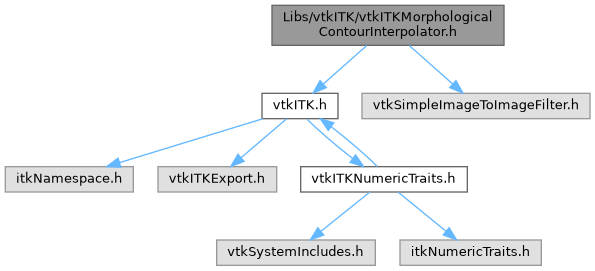 Libs/vtkITK/vtkITKMorphological
ContourInterpolator.h
vtkITK.h
vtkSimpleImageToImageFilter.h
itkNamespace.h
vtkITKExport.h
vtkITKNumericTraits.h
vtkSystemIncludes.h
itkNumericTraits.h